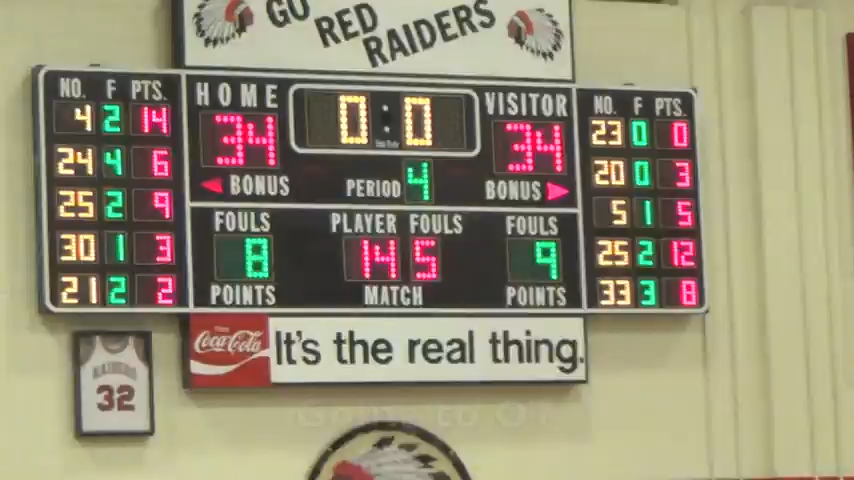 GO RED RAIDERS
NO. F PTS.
4 2 14
24 4 6
25 2 9
30 1 3
21 2 2
HOME
34
BONUS
0:0
PERIOD 4
VISITOR
34
BONUS
FOULS
8
POINTS
PLAYER FOULS
14 5
MATCH
FOULS
9
POINTS
NO. F PTS.
23 0 0
20 0 3
5 1 5
25 2 12
33 3 8
Coca-Cola
It's the real thing.
RAIDERS
32